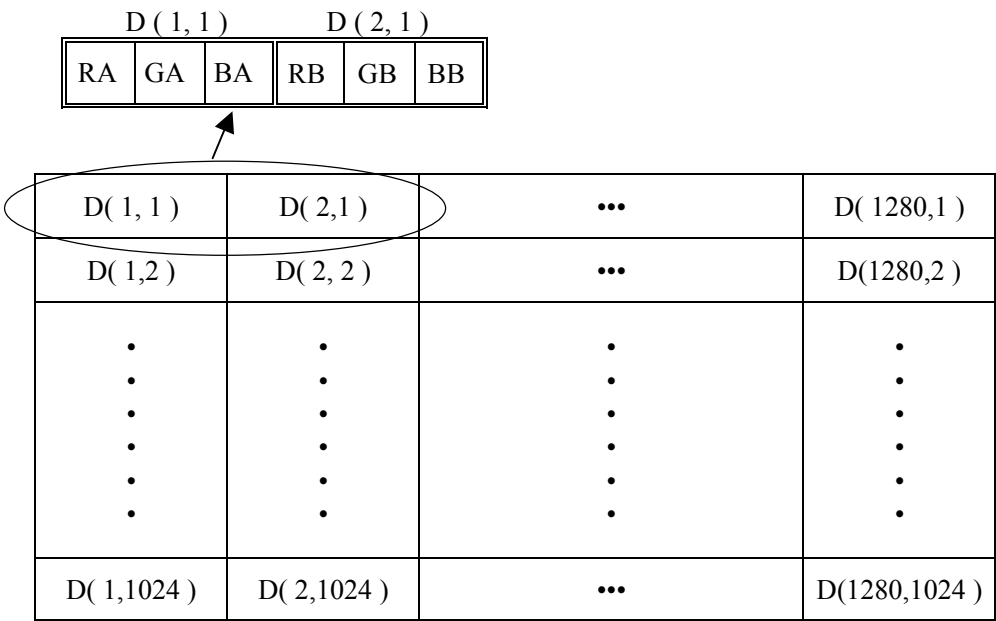 D ( 1, 1 ) D ( 2, 1 )
RA GA BA RB GB BB
D( 1, 1 ) D( 2,1 ) ••• D( 1280,1 )
D( 1,2 ) D( 2, 2 ) ••• D(1280,2 )
• • • •
• • • •
• • • •
• • • •
• • • •
• • • •
D( 1,1024 ) D( 2,1024 ) ••• D(1280,1024 )